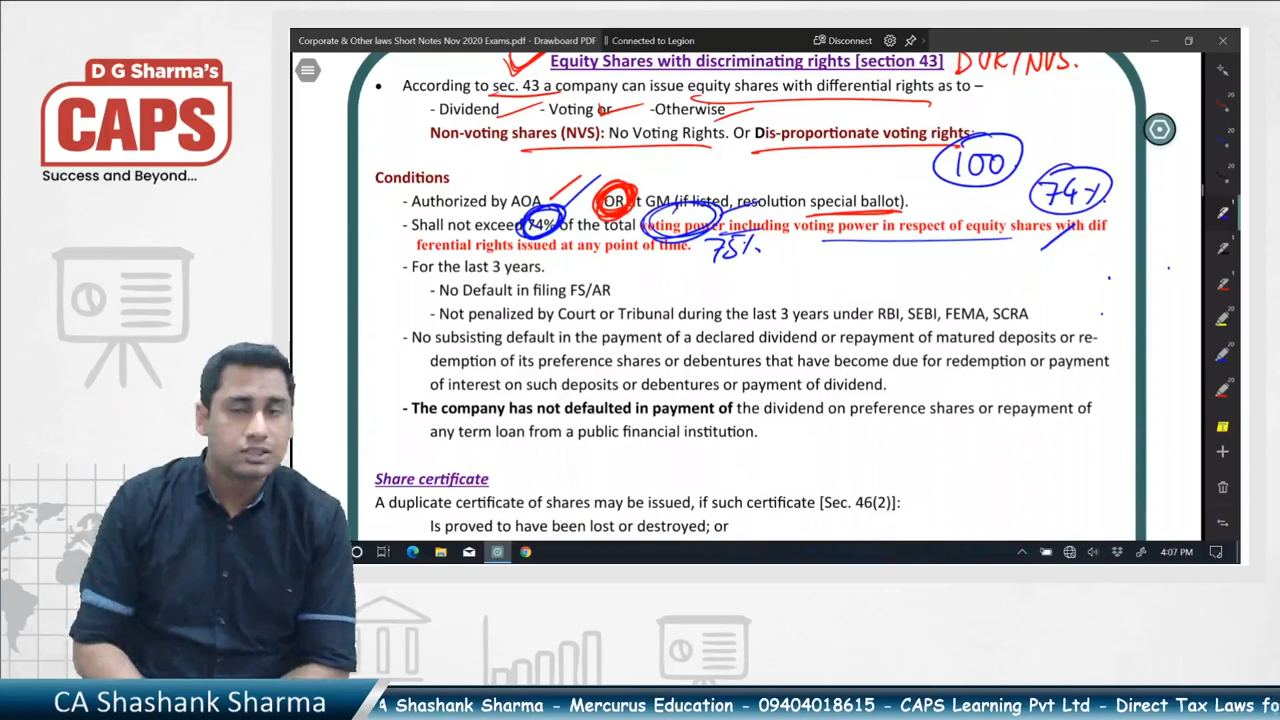 D G SHARMA's
CAPS
Success and Beyond...
Corporate & Other laws Short Notes Nov 2020 Exams.pdf - Drawboard PDF
Connected to Legion
Disconnect
Equity Shares with discriminating rights [section 43] DVR/NVS.
• According to sec. 43 a company can issue equity shares with differential rights as to –
- Dividend - Voting or -Otherwise
Non-voting shares (NVS): No Voting Rights. Or Dis-proportionate voting rights:
100
74%
Conditions
- Authorized by AOA OR at GM (if listed, resolution special ballot).
- Shall not exceed 74% of the total voting power including voting power in respect of equity shares with dif
ferential rights issued at any point of time. 75%
- For the last 3 years.
- No Default in filing FS/AR
- Not penalized by Court or Tribunal during the last 3 years under RBI, SEBI, FEMA, SCRA
- No subsisting default in the payment of a declared dividend or repayment of matured deposits or re-
demption of its preference shares or debentures that have become due for redemption or payment
of interest on such deposits or debentures or payment of dividend.
- The company has not defaulted in payment of the dividend on preference shares or repayment of
any term loan from a public financial institution.
Share certificate
A duplicate certificate of shares may be issued, if such certificate [Sec. 46(2)]:
Is proved to have been lost or destroyed; or
4:07 PM
CA Shashank Sharma
A Shashank Sharma - Mercurus Education - 09404018615 - CAPS Learning Pvt Ltd - Direct Tax Laws fo